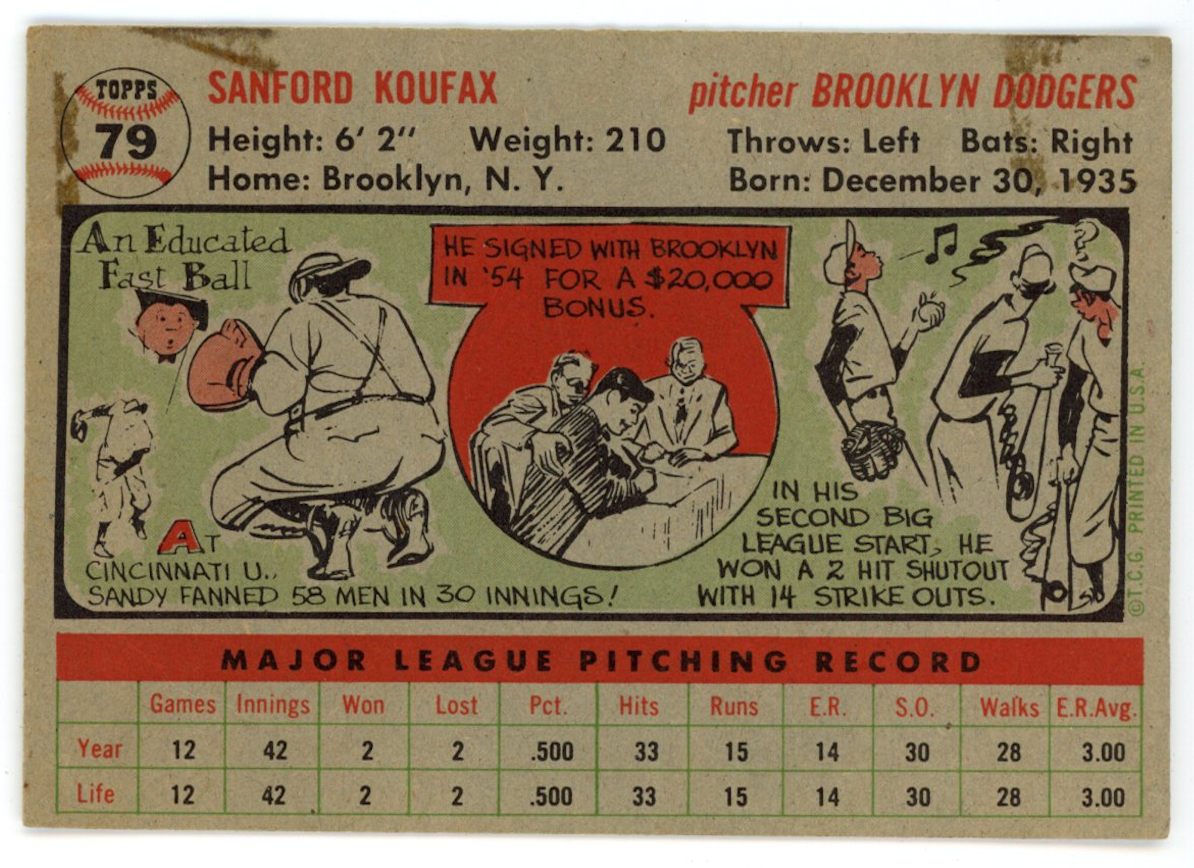 TOPPS
79
SANFORD KOUFAX
pitcher BROOKLYN DODGERS
Height: 6' 2" Weight: 210 Throws: Left Bats: Right
Home: Brooklyn, N. Y. Born: December 30, 1935
An Educated
Fast Ball
AT
CINCINNATI U.,
SANDY FANNED 58 MEN IN 30 INNINGS!
HE SIGNED WITH BROOKLYN
IN '54 FOR A $20,000
BONUS.
IN HIS
SECOND BIG
LEAGUE START, HE
WON A 2 HIT SHUTOUT
WITH 14 STRIKE OUTS.
©T.C.G. PRINTED IN U.S.A.
MAJOR LEAGUE PITCHING RECORD
Games Innings Won Lost Pct. Hits Runs E.R. S.O. Walks E.R.Avg.
Year 12 42 2 2 .500 33 15 14 30 28 3.00
Life 12 42 2 2 .500 33 15 14 30 28 3.00